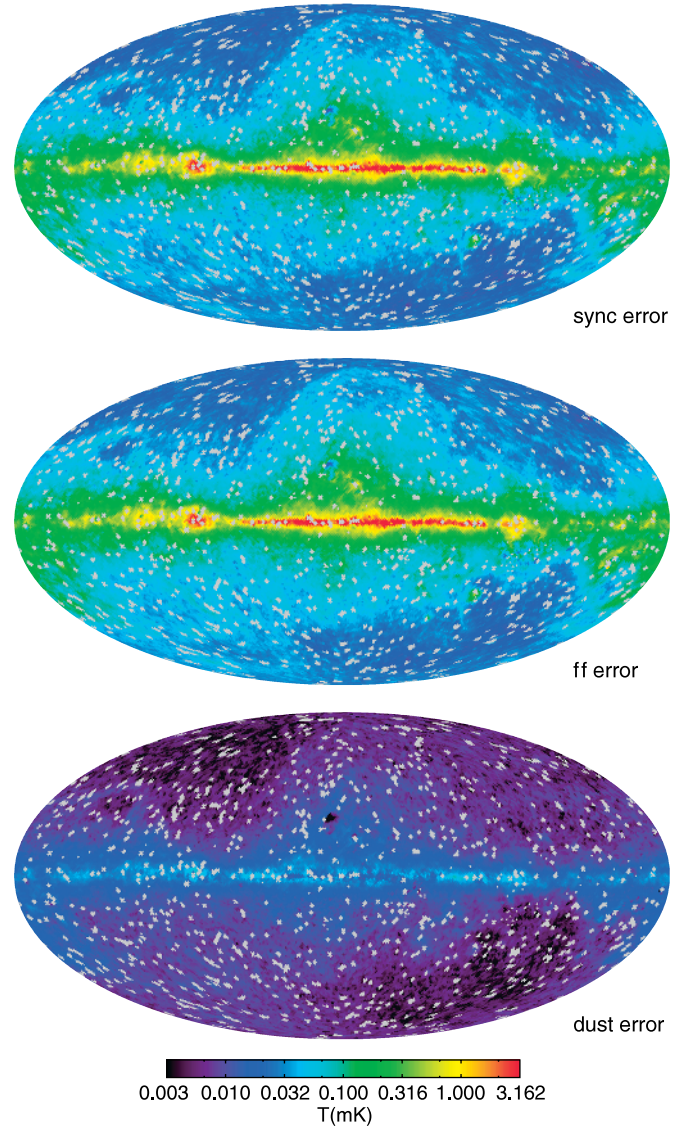 sync error
ff error
dust error
0.003 0.010 0.032 0.100 0.316 1.000 3.162
T(mK)